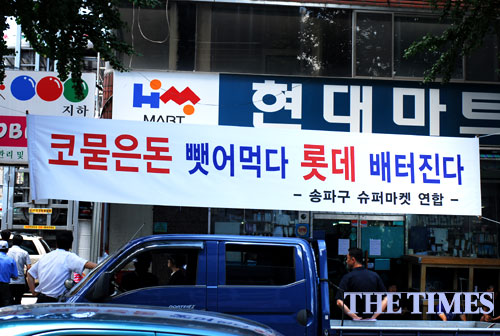 지하
HM
MART
현대마트
코묻은돈 뺏어먹다 롯데 배터진다
- 송파구 슈퍼마켓 연합 -
THE TIMES